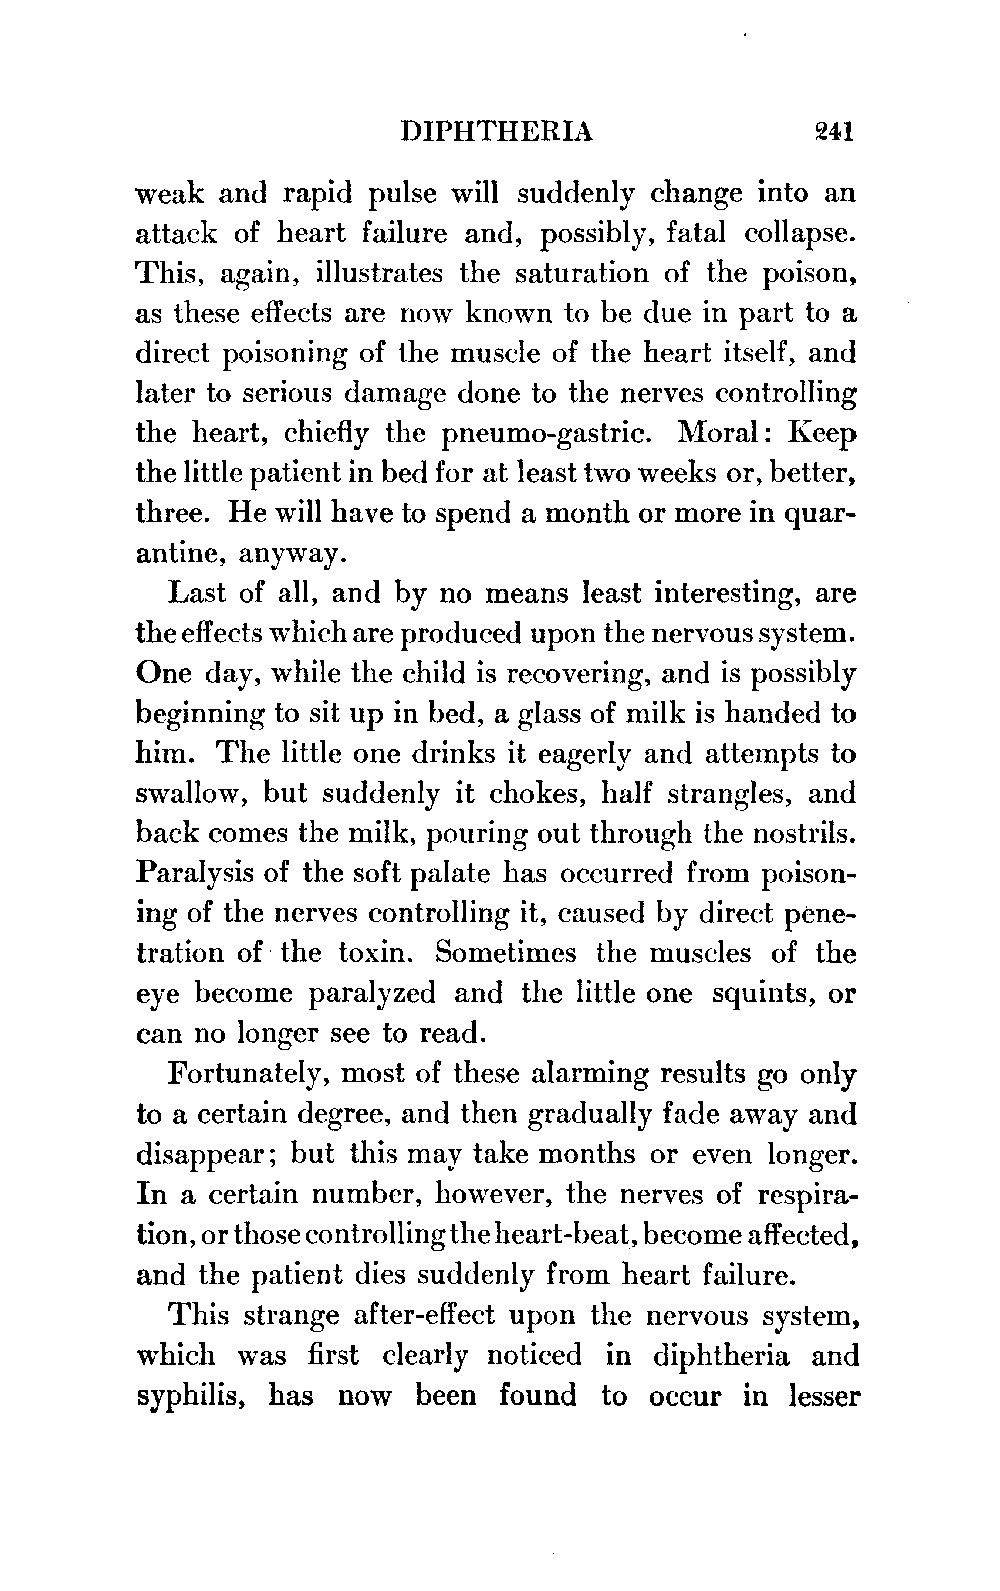 DIPHTHERIA 241
weak and rapid pulse will suddenly change into an
attack of heart failure and, possibly, fatal collapse.
This, again, illustrates the saturation of the poison,
as these effects are now known to be due in part to a
direct poisoning of the muscle of the heart itself, and
later to serious damage done to the nerves controlling
the heart, chiefly the pneumo-gastric. Moral: Keep
the little patient in bed for at least two weeks or, better,
three. He will have to spend a month or more in quar-
antine, anyway.
Last of all, and by no means least interesting, are
the effects which are produced upon the nervous system.
One day, while the child is recovering, and is possibly
beginning to sit up in bed, a glass of milk is handed to
him. The little one drinks it eagerly and attempts to
swallow, but suddenly it chokes, half strangles, and
back comes the milk, pouring out through the nostrils.
Paralysis of the soft palate has occurred from poison-
ing of the nerves controlling it, caused by direct pene-
tration of the toxin. Sometimes the muscles of the
eye become paralyzed and the little one squints, or
can no longer see to read.
Fortunately, most of these alarming results go only
to a certain degree, and then gradually fade away and
disappear; but this may take months or even longer.
In a certain number, however, the nerves of respira-
tion, or those controlling the heart-beat, become affected,
and the patient dies suddenly from heart failure.
This strange after-effect upon the nervous system,
which was first clearly noticed in diphtheria and
syphilis, has now been found to occur in lesser